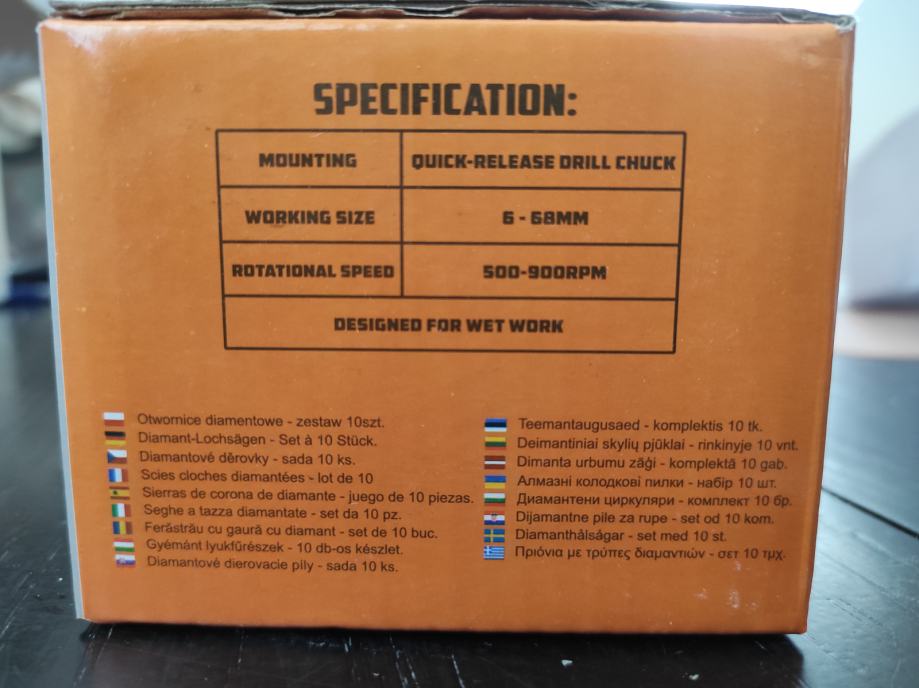 SPECIFICATION:
MOUNTING QUICK-RELEASE DRILL CHUCK
WORKING SIZE 6 - 68MM
ROTATIONAL SPEED 500-900RPM
DESIGNED FOR WET WORK
Otwornice diamentowe - zestaw 10szt.
Diamant-Lochsägen - Set à 10 Stück.
Diamantové děrovky - sada 10 ks.
Scies cloches diamantées - lot de 10
Sierras de corona de diamante - juego de 10 piezas.
Seghe a tazza diamantate - set da 10 pz.
Ferăstrău cu gaură cu diamant - set de 10 buc.
Gyémánt lyukfűrészek - 10 db-os készlet.
Diamantové dierovacie pily - sada 10 ks.
Teemantaugusaed - komplektis 10 tk.
Deimantiniai skylių pjūklai - rinkinyje 10 vnt.
Dimanta urbumu zāģi - komplektā 10 gab.
Алмазні колодкові пилки - набір 10 шт.
Диамантени циркуляри - комплект 10 бр.
Dijamantne pile za rupe - set od 10 kom.
Diamanthålsågar - set med 10 st.
Πριόνια με τρύπες διαμαντιών - σετ 10 τμχ.